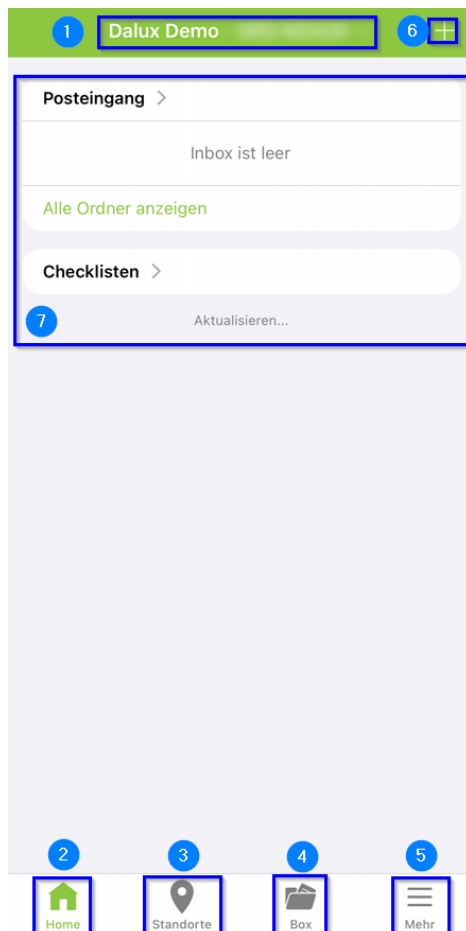 1 Dalux Demo 6
Posteingang
Inbox ist leer
Alle Ordner anzeigen
Checklisten
7 Aktualisieren...
2 3 4 5
Home Standorte Box Mehr